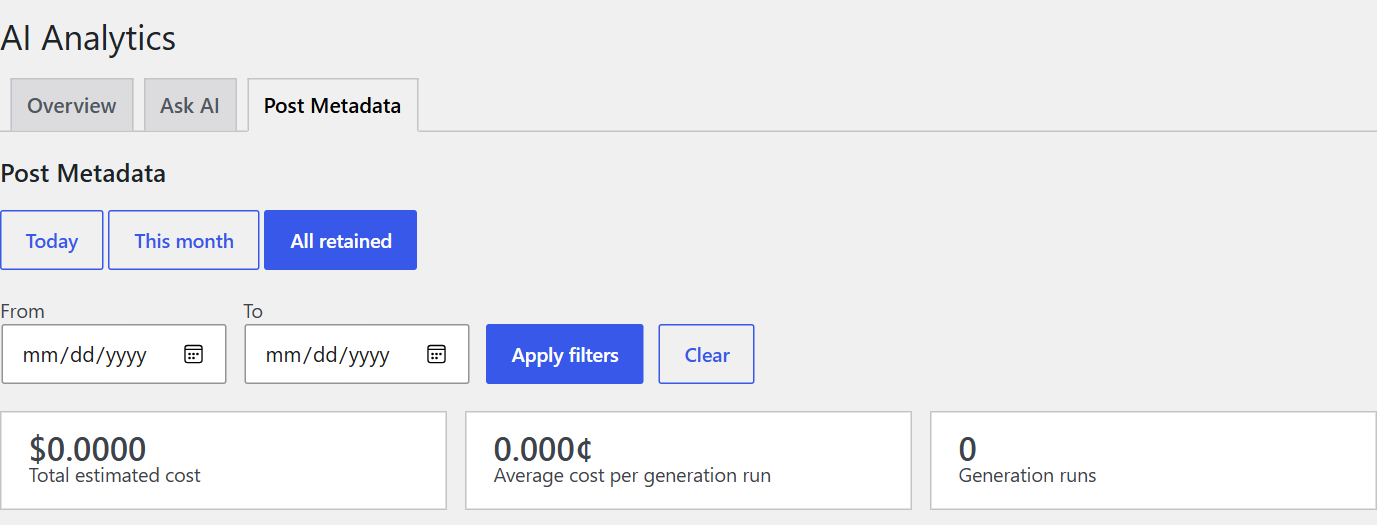 AI Analytics
Overview Ask AI Post Metadata
Post Metadata
Today This month All retained
From To
mm/dd/yyyy mm/dd/yyyy Apply filters Clear
$0.0000 0.000¢ 0
Total estimated cost Average cost per generation run Generation runs